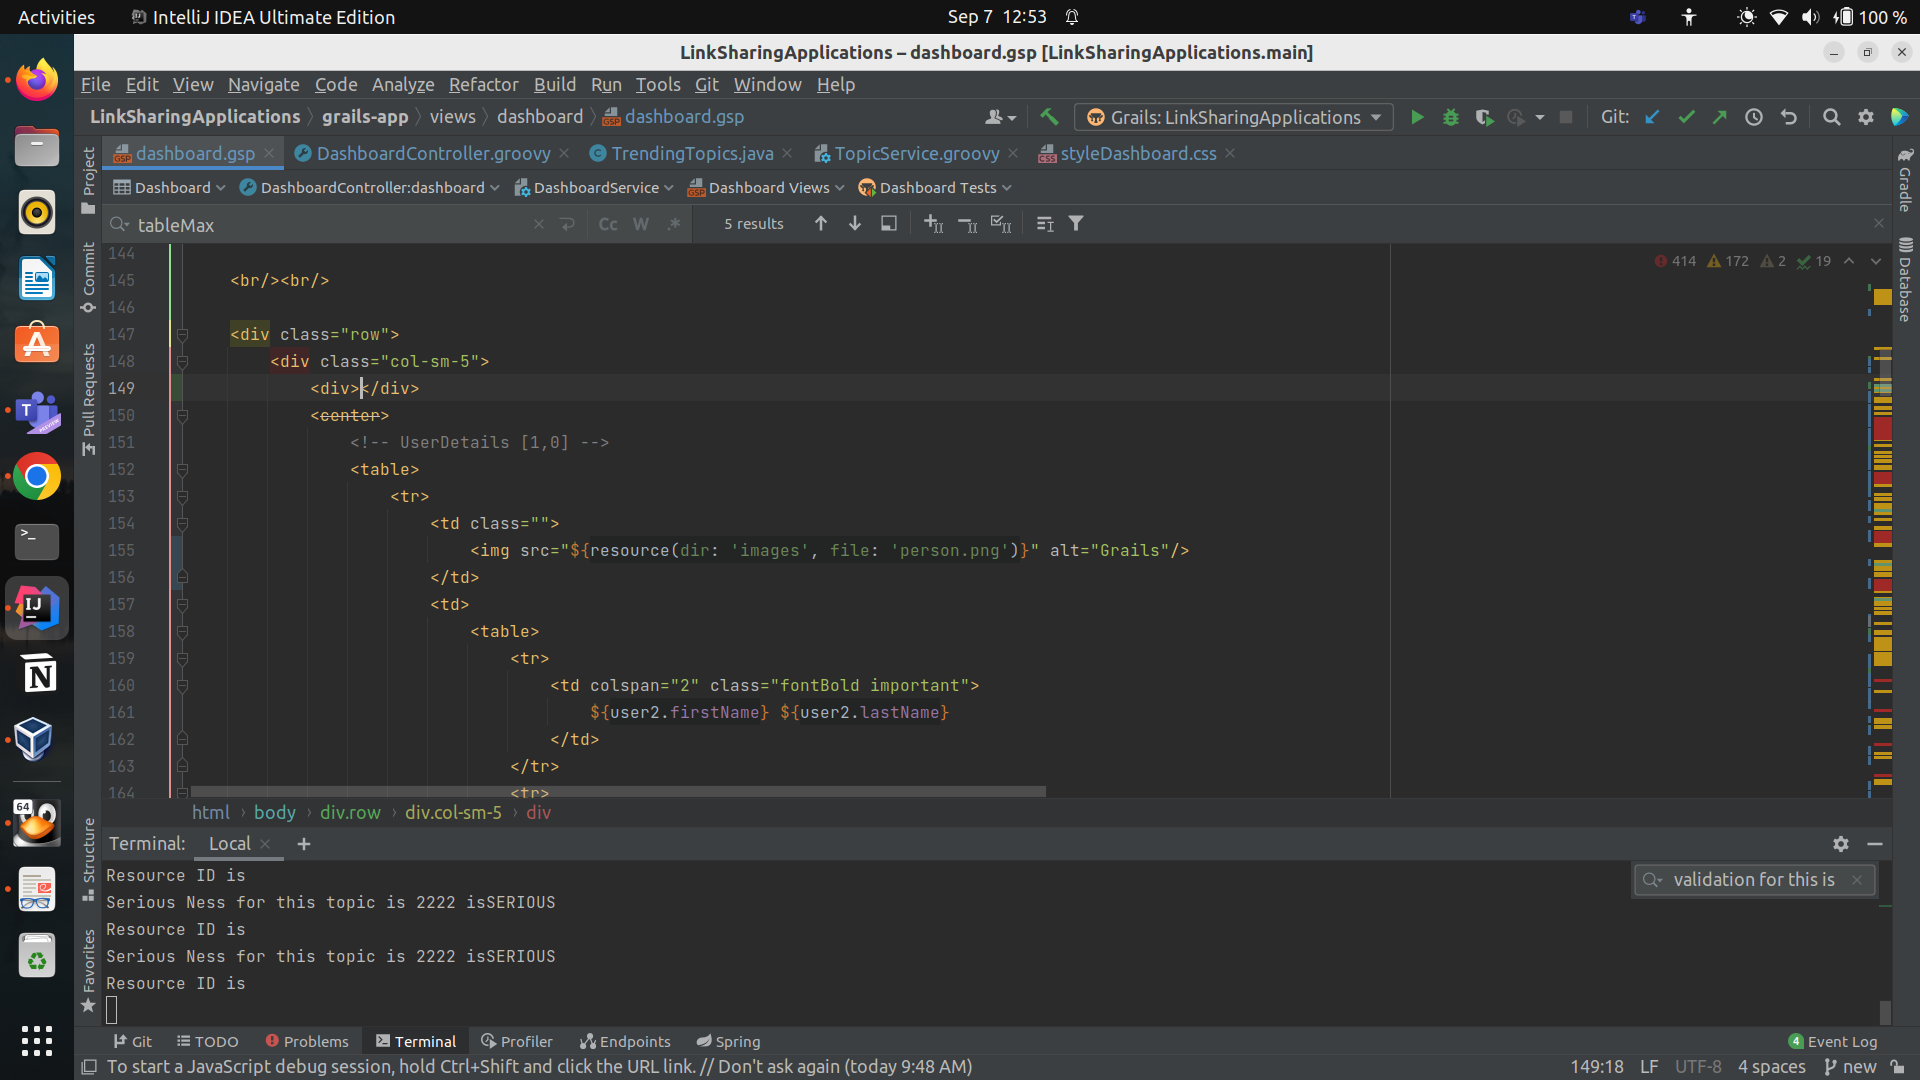 Activities
IntelliJ IDEA Ultimate Edition
Sep 7 12:53
100 %
LinkSharingApplications – dashboard.gsp [LinkSharingApplications.main]
File Edit View Navigate Code Analyze Refactor Build Run Tools Git Window Help
LinkSharingApplications grails-app views dashboard dashboard.gsp
Grails: LinkSharingApplications
Git:
dashboard.gsp
DashboardController.groovy
TrendingTopics.java
TopicService.groovy
styleDashboard.css
Dashboard
DashboardController:dashboard
DashboardService
Dashboard Views
Dashboard Tests
tableMax
Cc W .*
5 results
414 172 2 19
144
145 <br/><br/>
146
147 <div class="row">
148 <div class="col-sm-5">
149 <div></div>
150 <center>
151 <!-- UserDetails [1,0] -->
152 <table>
153 <tr>
154 <td class="">
155 <img src="${resource(dir: 'images', file: 'person.png')}" alt="Grails"/>
156 </td>
157 <td>
158 <table>
159 <tr>
160 <td colspan="2" class="fontBold important">
161 ${user2.firstName} ${user2.lastName}
162 </td>
163 </tr>
164 <tr>
html body div.row div.col-sm-5 div
Terminal: Local
Resource ID is
Serious Ness for this topic is 2222 isSERIOUS
Resource ID is
Serious Ness for this topic is 2222 isSERIOUS
Resource ID is
validation for this is
Project
Commit
Pull Requests
Structure
Favorites
Gradle
Database
64
Git
TODO
Problems
Terminal
Profiler
Endpoints
Spring
4 Event Log
To start a JavaScript debug session, hold Ctrl+Shift and click the URL link. // Don't ask again (today 9:48 AM)
149:18 LF UTF-8 4 spaces new